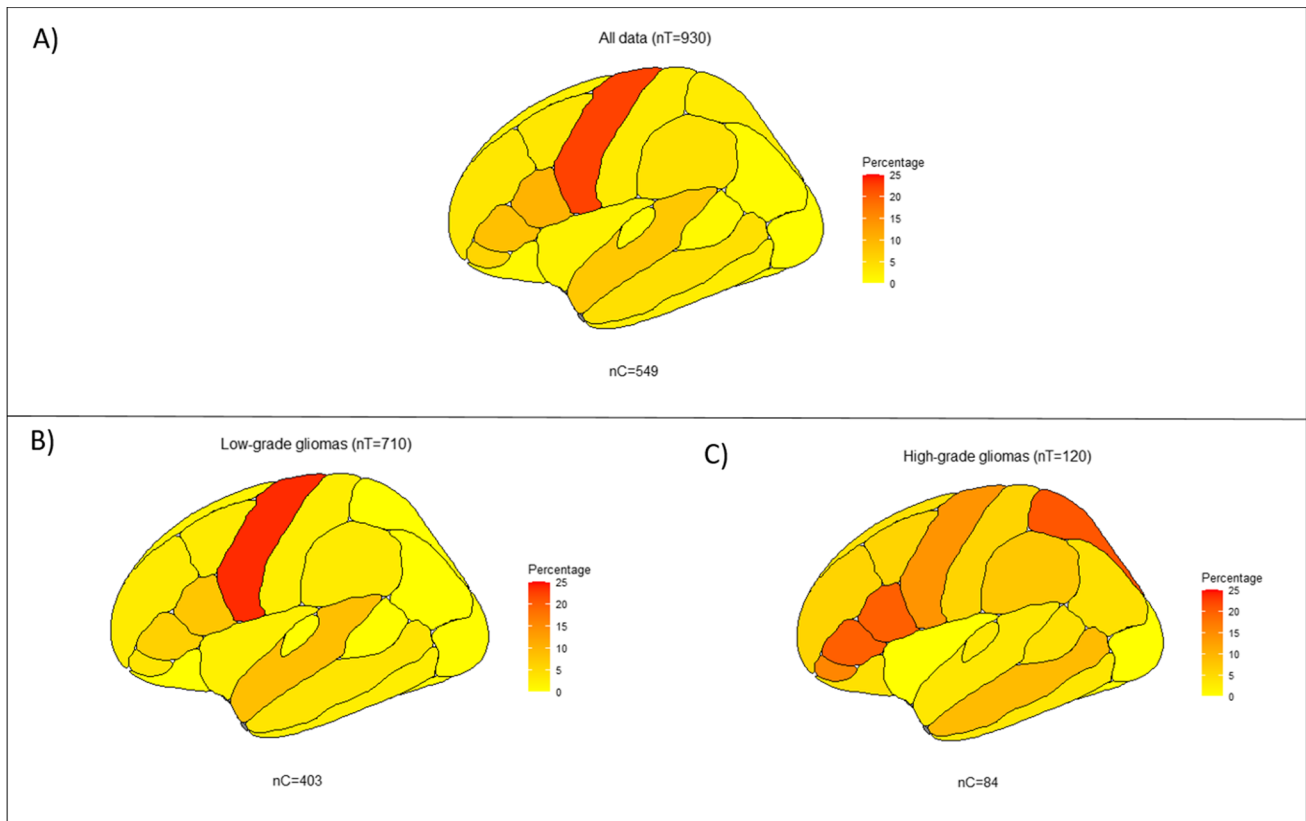 A)
All data (nT=930)
Percentage
25
20
15
10
5
0
nC=549
B)
Low-grade gliomas (nT=710)
Percentage
25
20
15
10
5
0
nC=403
C)
High-grade gliomas (nT=120)
Percentage
25
20
15
10
5
0
nC=84